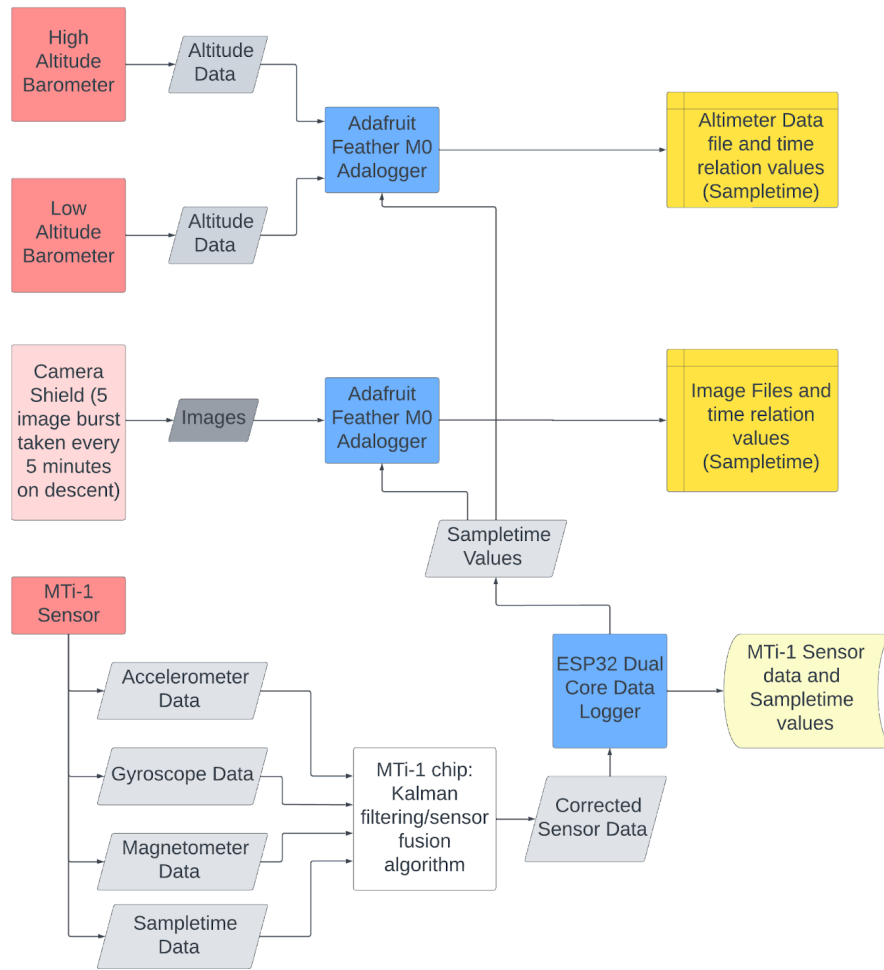 High
Altitude
Barometer
Altitude
Data
Adafruit
Feather M0
Adalogger
Altimeter Data
file and time
relation values
(Sampletime)
Low
Altitude
Barometer
Altitude
Data
Camera
Shield (5
image burst
taken every
5 minutes
on descent)
Images
Adafruit
Feather M0
Adalogger
Image Files and
time relation
values
(Sampletime)
Sampletime
Values
MTi-1
Sensor
Accelerometer
Data
Gyroscope Data
Magnetometer
Data
Sampletime
Data
MTi-1 chip:
Kalman
filtering/sensor
fusion
algorithm
Corrected
Sensor Data
ESP32 Dual
Core Data
Logger
MTi-1 Sensor
data and
Sampletime
values